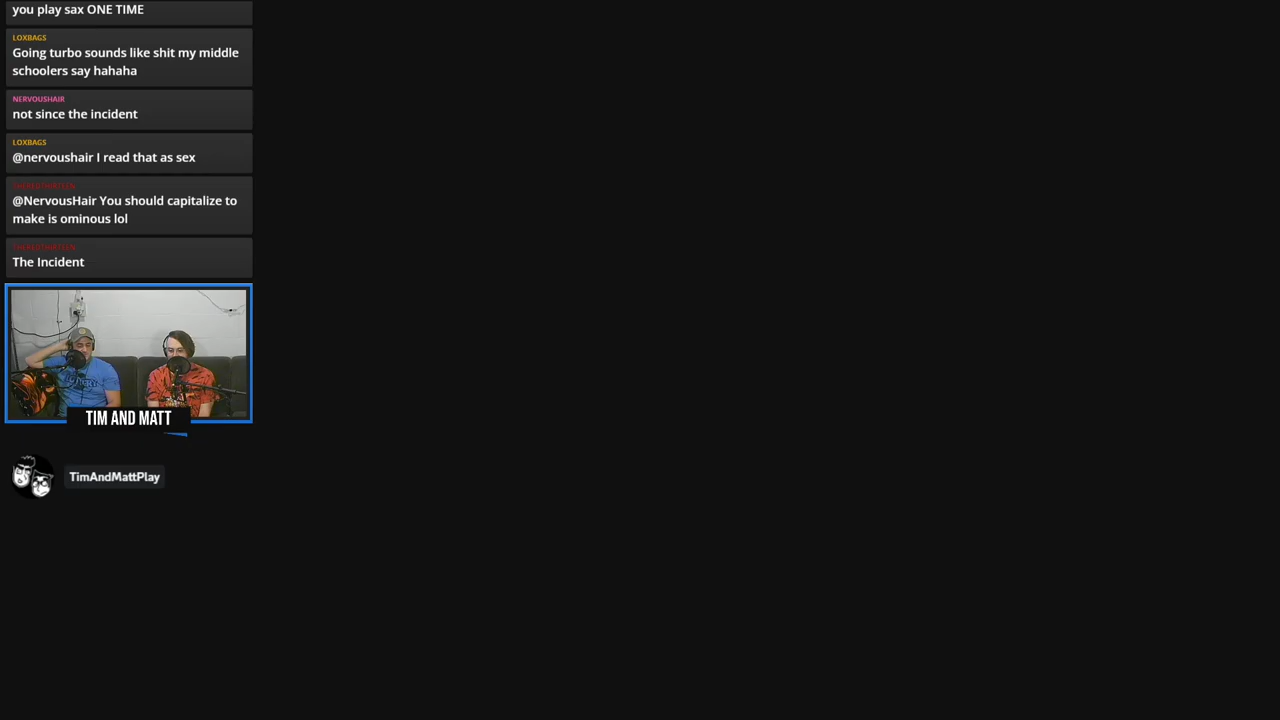 you play sax ONE TIME
LOXBAGS
Going turbo sounds like shit my middle
schoolers say hahaha
NERVOUSHAIR
not since the incident
LOXBAGS
@nervoushair I read that as sex
THEREDTHIRTEEN
@NervousHair You should capitalize to
make is ominous lol
THEREDTHIRTEEN
The Incident
TIM AND MATT
TimAndMattPlay